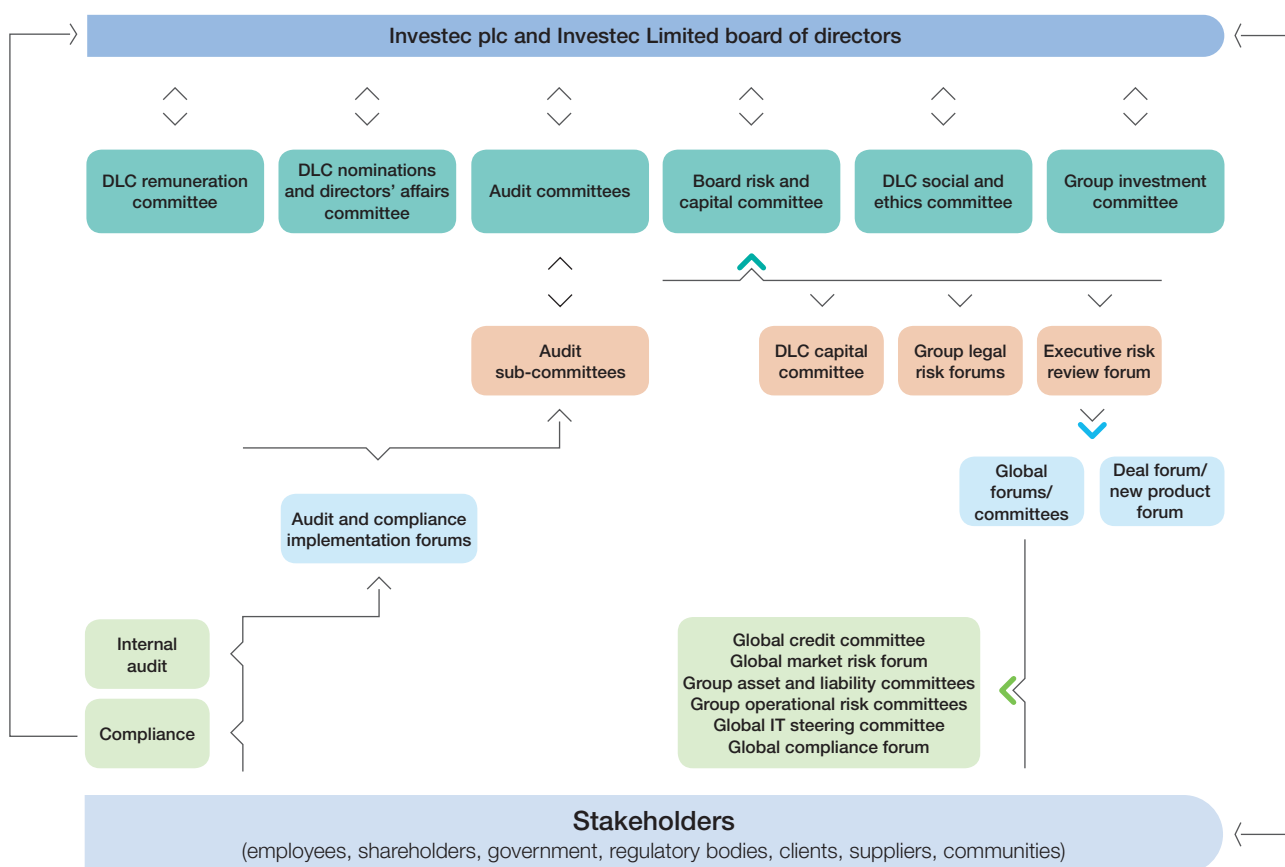 Investec plc and Investec Limited board of directors
DLC remuneration
committee
DLC nominations
and directors’ affairs
committee
Audit committees
Board risk and
capital committee
DLC social and
ethics committee
Group investment
committee
Audit
sub-committees
DLC capital
committee
Group legal
risk forums
Executive risk
review forum
Global
forums/
committees
Deal forum/
new product
forum
Audit and compliance
implementation forums
Internal
audit
Compliance
Global credit committee
Global market risk forum
Group asset and liability committees
Group operational risk committees
Global IT steering committee
Global compliance forum
Stakeholders
(employees, shareholders, government, regulatory bodies, clients, suppliers, communities)